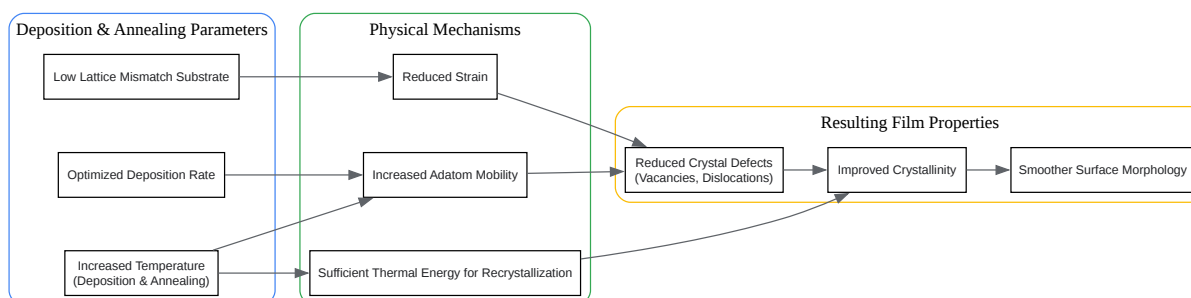 Deposition & Annealing Parameters
Low Lattice Mismatch Substrate
Optimized Deposition Rate
Increased Temperature
(Deposition & Annealing)
Physical Mechanisms
Reduced Strain
Increased Adatom Mobility
Sufficient Thermal Energy for Recrystallization
Resulting Film Properties
Reduced Crystal Defects
(Vacancies, Dislocations)
Improved Crystallinity
Smoother Surface Morphology